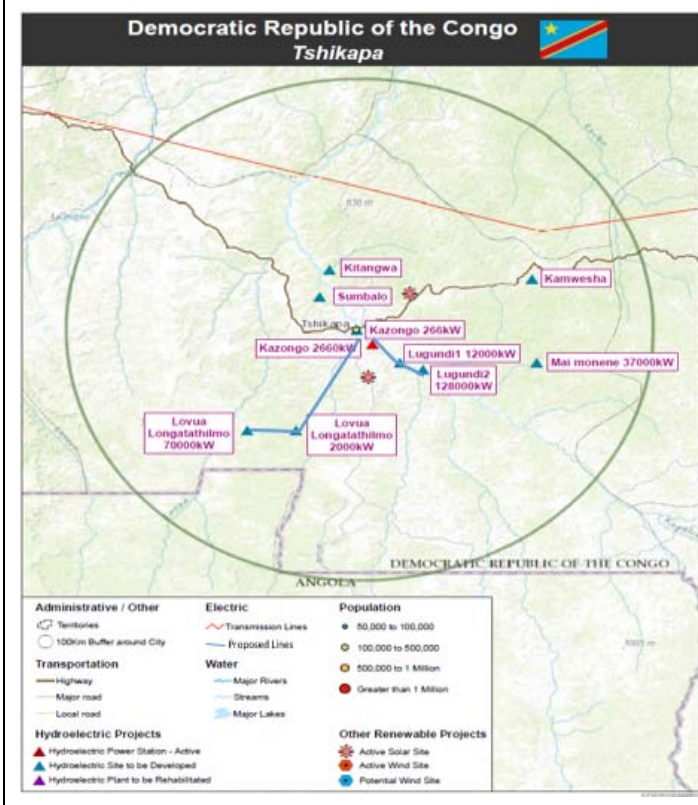 Democratic Republic of the Congo
Tshikapa
830 m
Kitangwa
Kamwesha
Sumbalo
Tshikapa
Kazongo 266kW
Kazongo 2660kW
Lugundi1 12000kW
Mai monene 37000kW
Lugundi2
128000kW
Lovua
Longatathilmo
70000kW
Lovua
Longatathilmo
2000kW
DEMOCRATIC REPUBLIC OF THE CONGO
ANGOLA
Administrative / Other
Territories
100Km Buffer around City
Transportation
Highway
Major road
Local road
Electric
Transmission Lines
Proposed Lines
Water
Major Rivers
Streams
Major Lakes
Population
50,000 to 100,000
100,000 to 500,000
500,000 to 1 Million
Greater than 1 Million
Hydroelectric Projects
Hydroelectric Power Station - Active
Hydroelectric Site to be Developed
Hydroelectric Plant to be Rehabilitated
Other Renewable Projects
Active Solar Site
Active Wind Site
Potential Wind Site